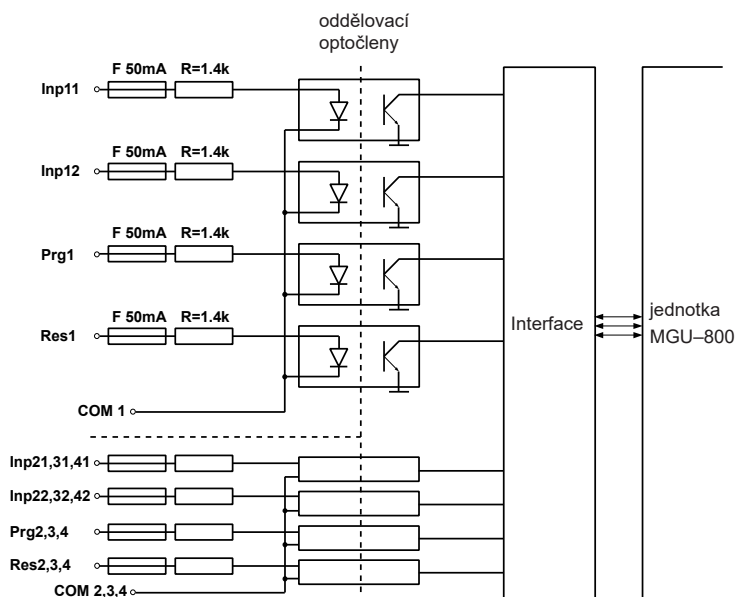 oddělovací
optočleny
F 50mA R=1.4k
Inp11
F 50mA R=1.4k
Inp12
F 50mA R=1.4k
Prg1
F 50mA R=1.4k
Res1
COM 1
Interface
jednotka
MGU–800
Inp21,31,41
Inp22,32,42
Prg2,3,4
Res2,3,4
COM 2,3,4